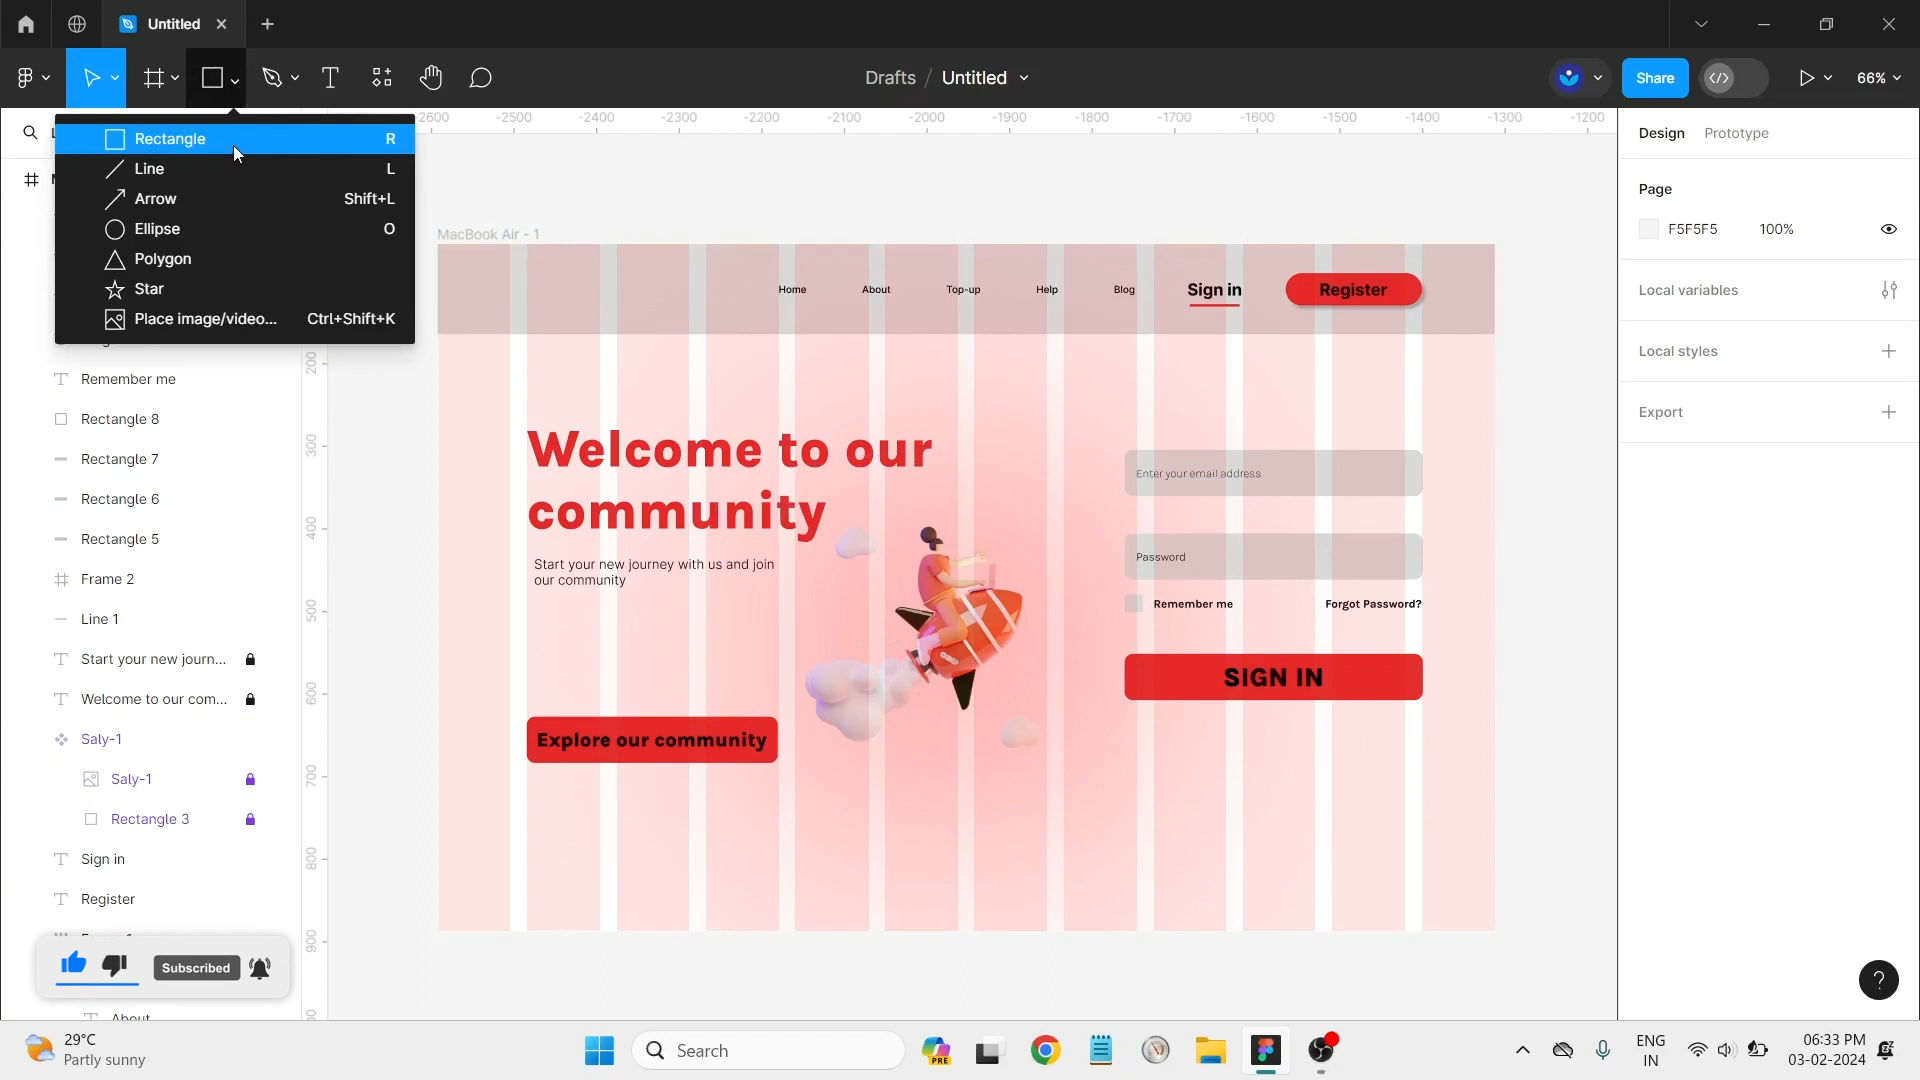 Untitled
Drafts / Untitled
Share
66%
Rectangle R
Line L
Arrow Shift+L
Ellipse O
Polygon
Star
Place image/video... Ctrl+Shift+K
Remember me
Rectangle 8
Rectangle 7
Rectangle 6
Rectangle 5
Frame 2
Line 1
Start your new journ...
Welcome to our com...
Saly-1
Saly-1
Rectangle 3
Sign in
Register
About
Subscribed
-2600 -2500 -2400 -2300 -2200 -2100 -2000 -1900 -1800 -1700 -1600 -1500 -1400 -1300 -1200
200
300
400
500
600
700
800
900
MacBook Air - 1
Home About Top-up Help Blog Sign in Register
Welcome to our
community
Start your new journey with us and join
our community
Explore our community
Enter your email address
Password
Remember me Forgot Password?
SIGN IN
Design Prototype
Page
F5F5F5 100%
Local variables
Local styles
Export
?
29°C
Partly sunny
Search
PRE
ENG
IN
06:33 PM
03-02-2024